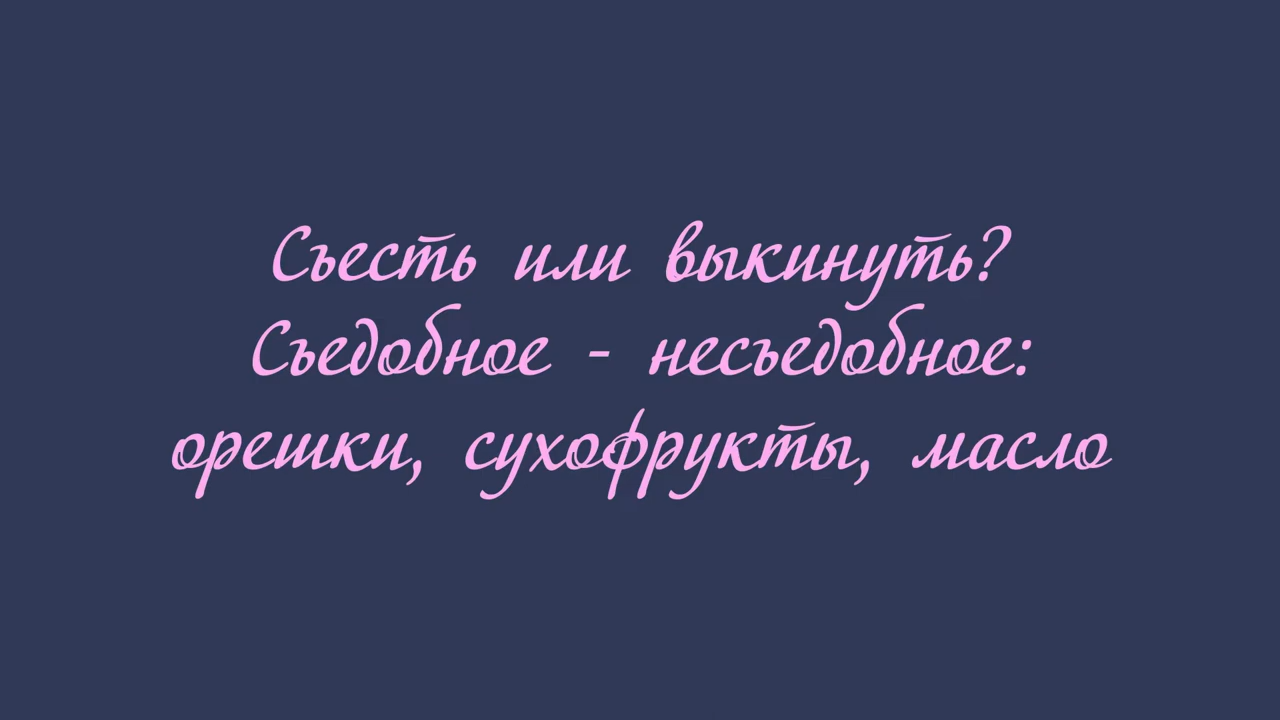 Съесть или выкинуть?
Съедобное - несъедобное:
орешки, сухофрукты, масло